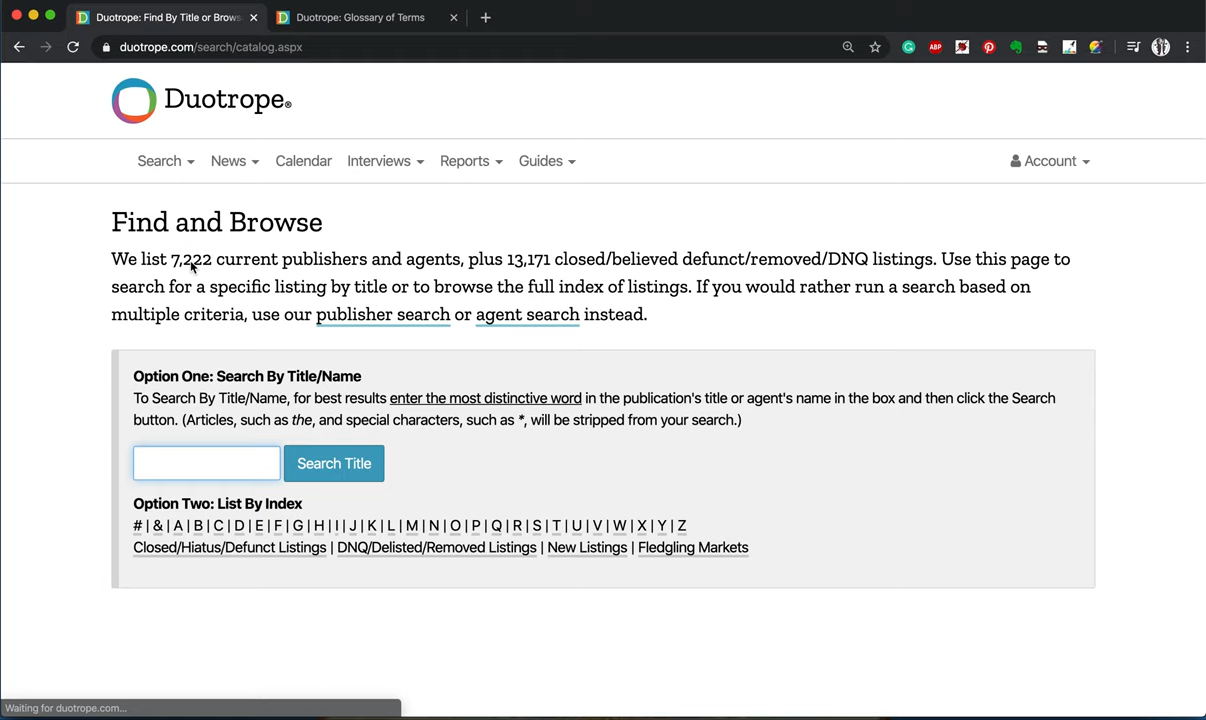 Duotrope: Find By Title or Brows
Duotrope: Glossary of Terms
duotrope.com/search/catalog.aspx
ABP
Duotrope®
Search News Calendar Interviews Reports Guides Account
Find and Browse
We list 7,222 current publishers and agents, plus 13,171 closed/believed defunct/removed/DNQ listings. Use this page to
search for a specific listing by title or to browse the full index of listings. If you would rather run a search based on
multiple criteria, use our publisher search or agent search instead.
Option One: Search By Title/Name
To Search By Title/Name, for best results enter the most distinctive word in the publication's title or agent's name in the box and then click the Search
button. (Articles, such as the, and special characters, such as *, will be stripped from your search.)
Search Title
Option Two: List By Index
# | & | A | B | C | D | E | F | G | H | I | J | K | L | M | N | O | P | Q | R | S | T | U | V | W | X | Y | Z
Closed/Hiatus/Defunct Listings | DNQ/Delisted/Removed Listings | New Listings | Fledgling Markets
Waiting for duotrope.com...